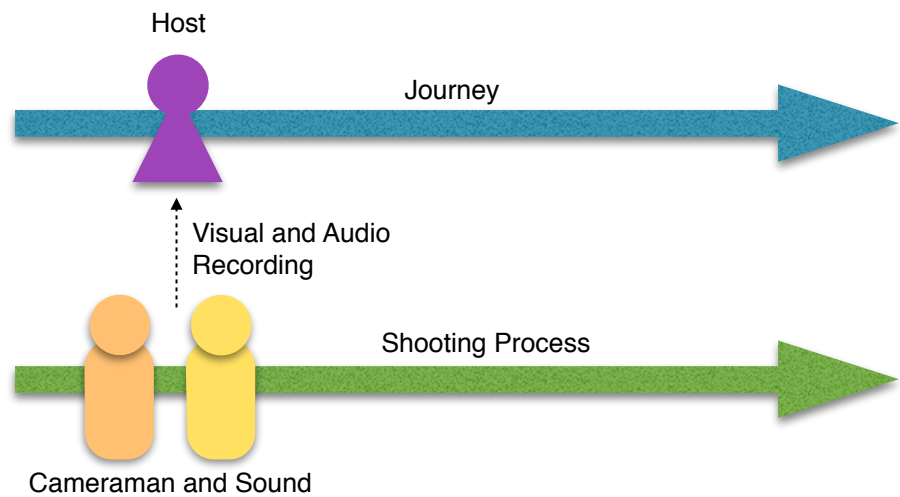 Host
Journey
Visual and Audio
Recording
Shooting Process
Cameraman and Sound